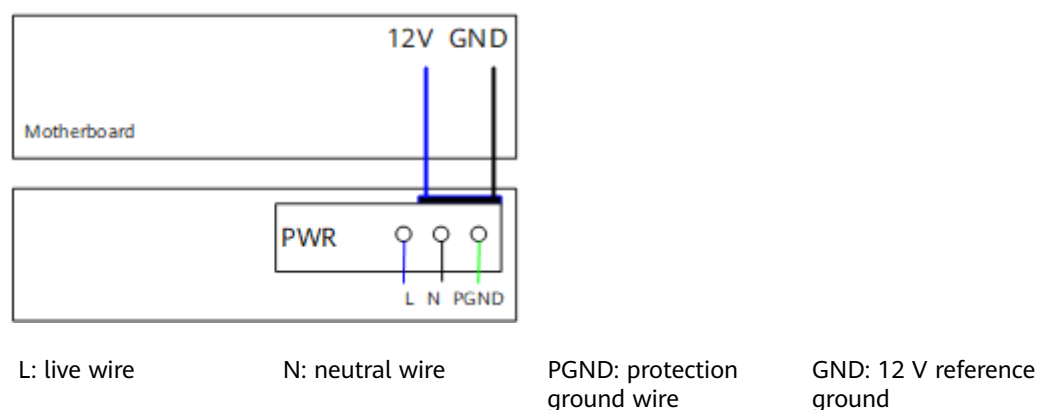 12V GND
Motherboard
PWR
L N PGND
L: live wire
N: neutral wire
PGND: protection
ground wire
GND: 12 V reference
ground